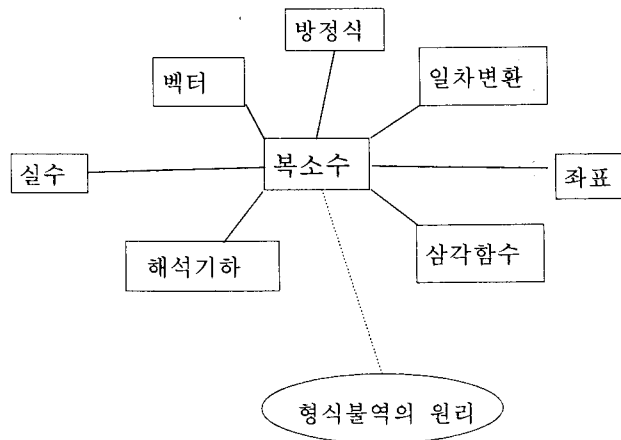 방정식
벡터
일차변환
실수
복소수
좌표
해석기하
삼각함수
형식불역의 원리